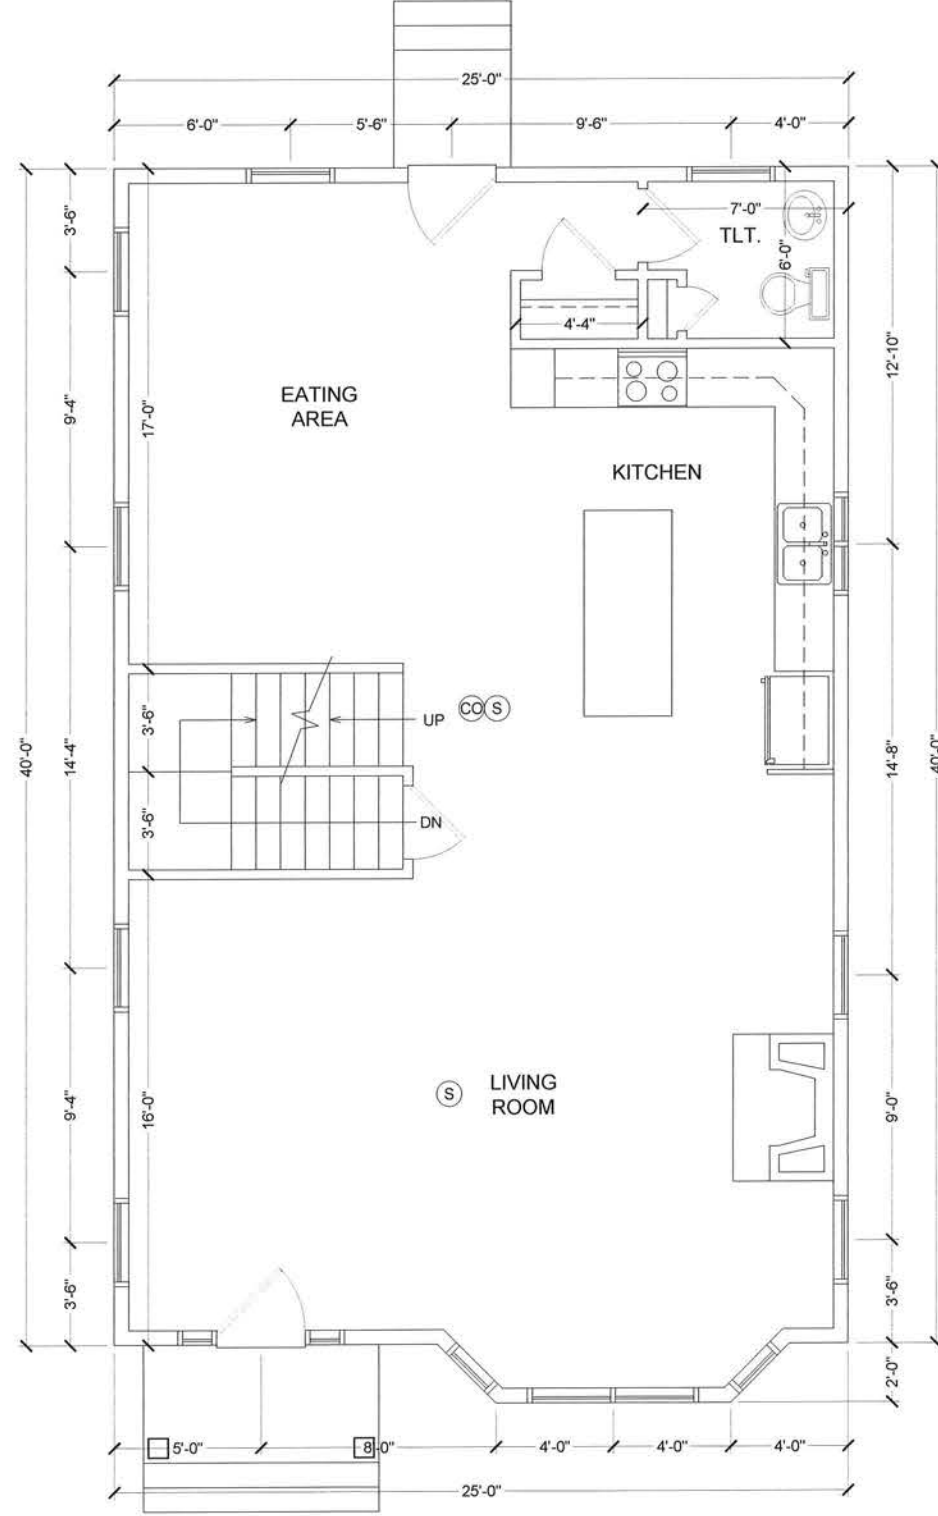 25'-0"
6'-0"
5'-6"
9'-6"
4'-0"
3'-6"
7'-0"
TLT.
6'-0"
4'-4"
12'-10"
9'-4"
17'-0"
EATING
AREA
KITCHEN
40'-0"
14'-4"
3'-6"
UP
CO
S
3'-6"
DN
14'-8"
40'-0"
9'-4"
16'-0"
S
LIVING
ROOM
9'-0"
3'-6"
3'-6"
2'-0"
5'-0"
8'-0"
4'-0"
4'-0"
4'-0"
25'-0"